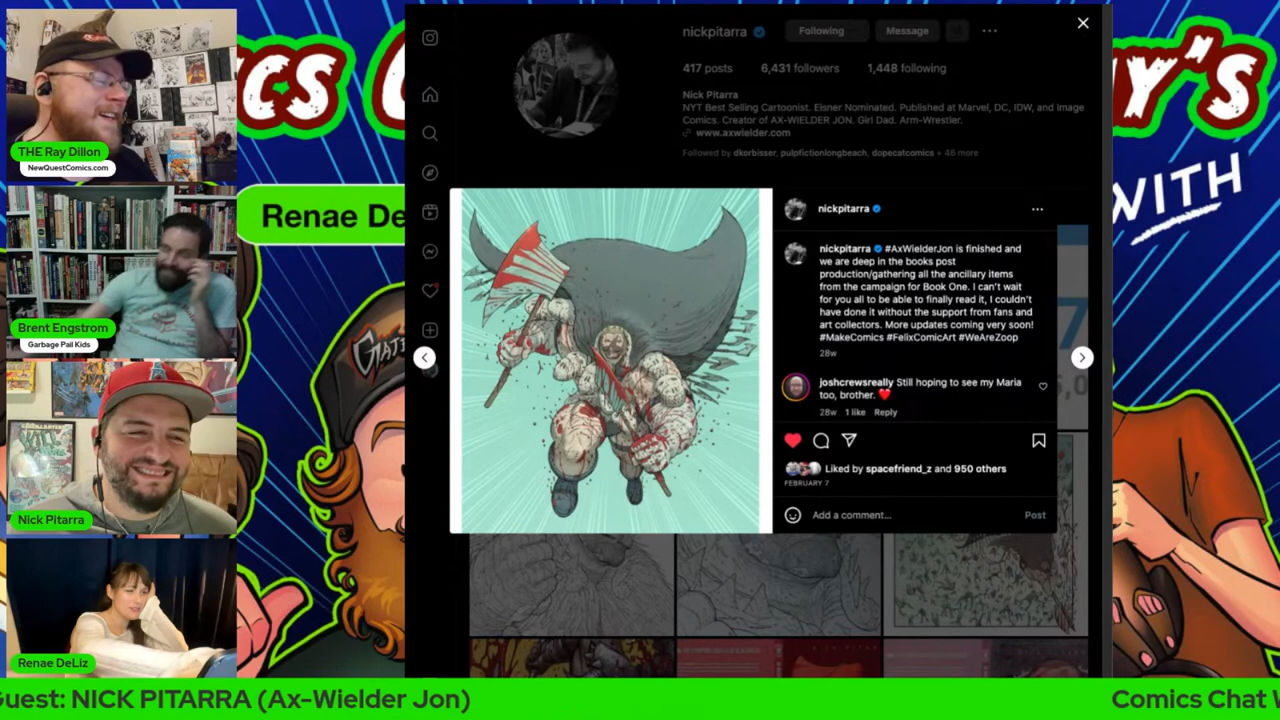 THE Ray Dillon
NewQuestComics.com
Brent Engstrom
Garbage Pail Kids
Nick Pitarra
Renae DeLiz
CS
Y'S
WITH
Renae De
nickpitarra
Following
Message
417 posts
6,431 followers
1,448 following
Nick Pitarra
NYT Best Selling Cartoonist. Eisner Nominated. Published at Marvel, DC, IDW, and Image
Comics. Creator of AX-WIELDER JON. Girl Dad. Arm-Wrestler.
www.axwielder.com
Followed by dkorbisser, pulpfictionlongbeach, dopecatcomics + 46 more
nickpitarra
nickpitarra #AxWielderJon is finished and
we are deep in the books post
production/gathering all the ancillary items
from the campaign for Book One. I can't wait
for you all to be able to finally read it, I couldn't
have done it without the support from fans and
art collectors. More updates coming very soon!
#MakeComics #FelixComicArt #WeAreZoop
28w
joshcrewsreally Still hoping to see my Maria
too, brother. ❤️
28w 1 like Reply
Liked by spacefriend_z and 950 others
FEBRUARY 7
Add a comment...
Post
Guest: NICK PITARRA (Ax-Wielder Jon)
Comics Chat W